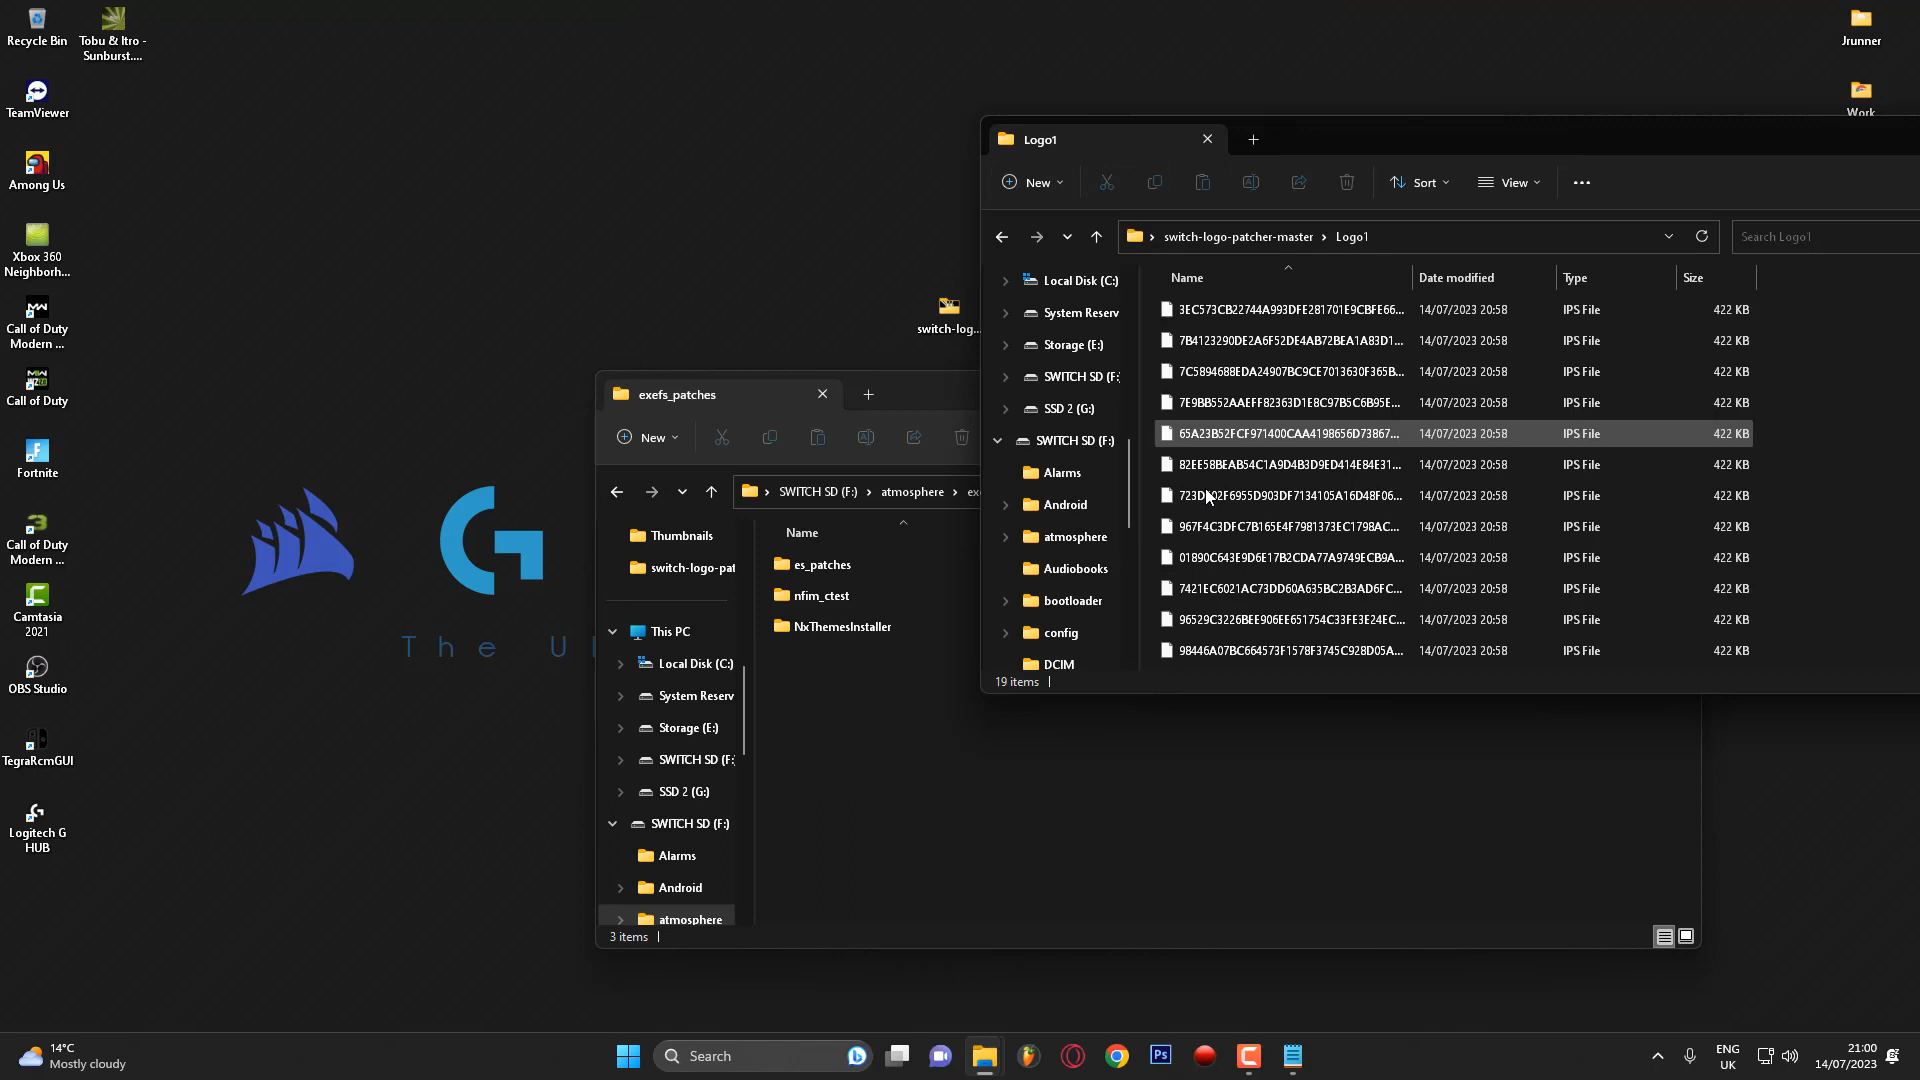 Recycle Bin
Tobu & Itro -
Sunburst....
TeamViewer
Among Us
Xbox 360
Neighborh...
Call of Duty
Modern ...
Call of Duty
Fortnite
Call of Duty
Modern ...
Camtasia
2021
OBS Studio
TegraRcmGUI
Logitech G
HUB
Jrunner
Work
switch-log...
The U
exefs_patches
New
SWITCH SD (F:)
atmosphere
Thumbnails
switch-logo-pat
This PC
Local Disk (C:)
System Reserv
Storage (E:)
SWITCH SD (F:
SSD 2 (G:)
SWITCH SD (F:)
Alarms
Android
atmosphere
Name
es_patches
nfim_ctest
NxThemesInstaller
3 items
Logo1
New
Sort
View
switch-logo-patcher-master
Logo1
Search Logo1
Local Disk (C:)
System Reserv
Storage (E:)
SWITCH SD (F:
SSD 2 (G:)
SWITCH SD (F:)
Alarms
Android
atmosphere
Audiobooks
bootloader
config
DCIM
Name Date modified Type Size
3EC573CB22744A993DFE281701E9CBFE66... 14/07/2023 20:58 IPS File 422 KB
7B4123290DE2A6F52DE4AB72BEA1A83D1... 14/07/2023 20:58 IPS File 422 KB
7C5894688EDA24907BC9CE7013630F365B... 14/07/2023 20:58 IPS File 422 KB
7E9BB552AAEFF82363D1E8C97B5C6B95E... 14/07/2023 20:58 IPS File 422 KB
65A23B52FCF971400CAA4198656D73867... 14/07/2023 20:58 IPS File 422 KB
82EE58BEAB54C1A9D4B3D9ED414E84E31... 14/07/2023 20:58 IPS File 422 KB
14/07/2023 20:58 IPS File 422 KB
967F4C3DFC7B165E4F7981373EC1798AC... 14/07/2023 20:58 IPS File 422 KB
01890C643E9D6E17B2CDA77A9749ECB9A... 14/07/2023 20:58 IPS File 422 KB
7421EC6021AC73DD60A635BC2B3AD6FC... 14/07/2023 20:58 IPS File 422 KB
96529C3226BEE906EE651754C33FE3E24EC... 14/07/2023 20:58 IPS File 422 KB
98446A07BC664573F1578F3745C928D05A... 14/07/2023 20:58 IPS File 422 KB
19 items
14°C
Mostly cloudy
Search
Ps
ENG
UK
21:00
14/07/2023